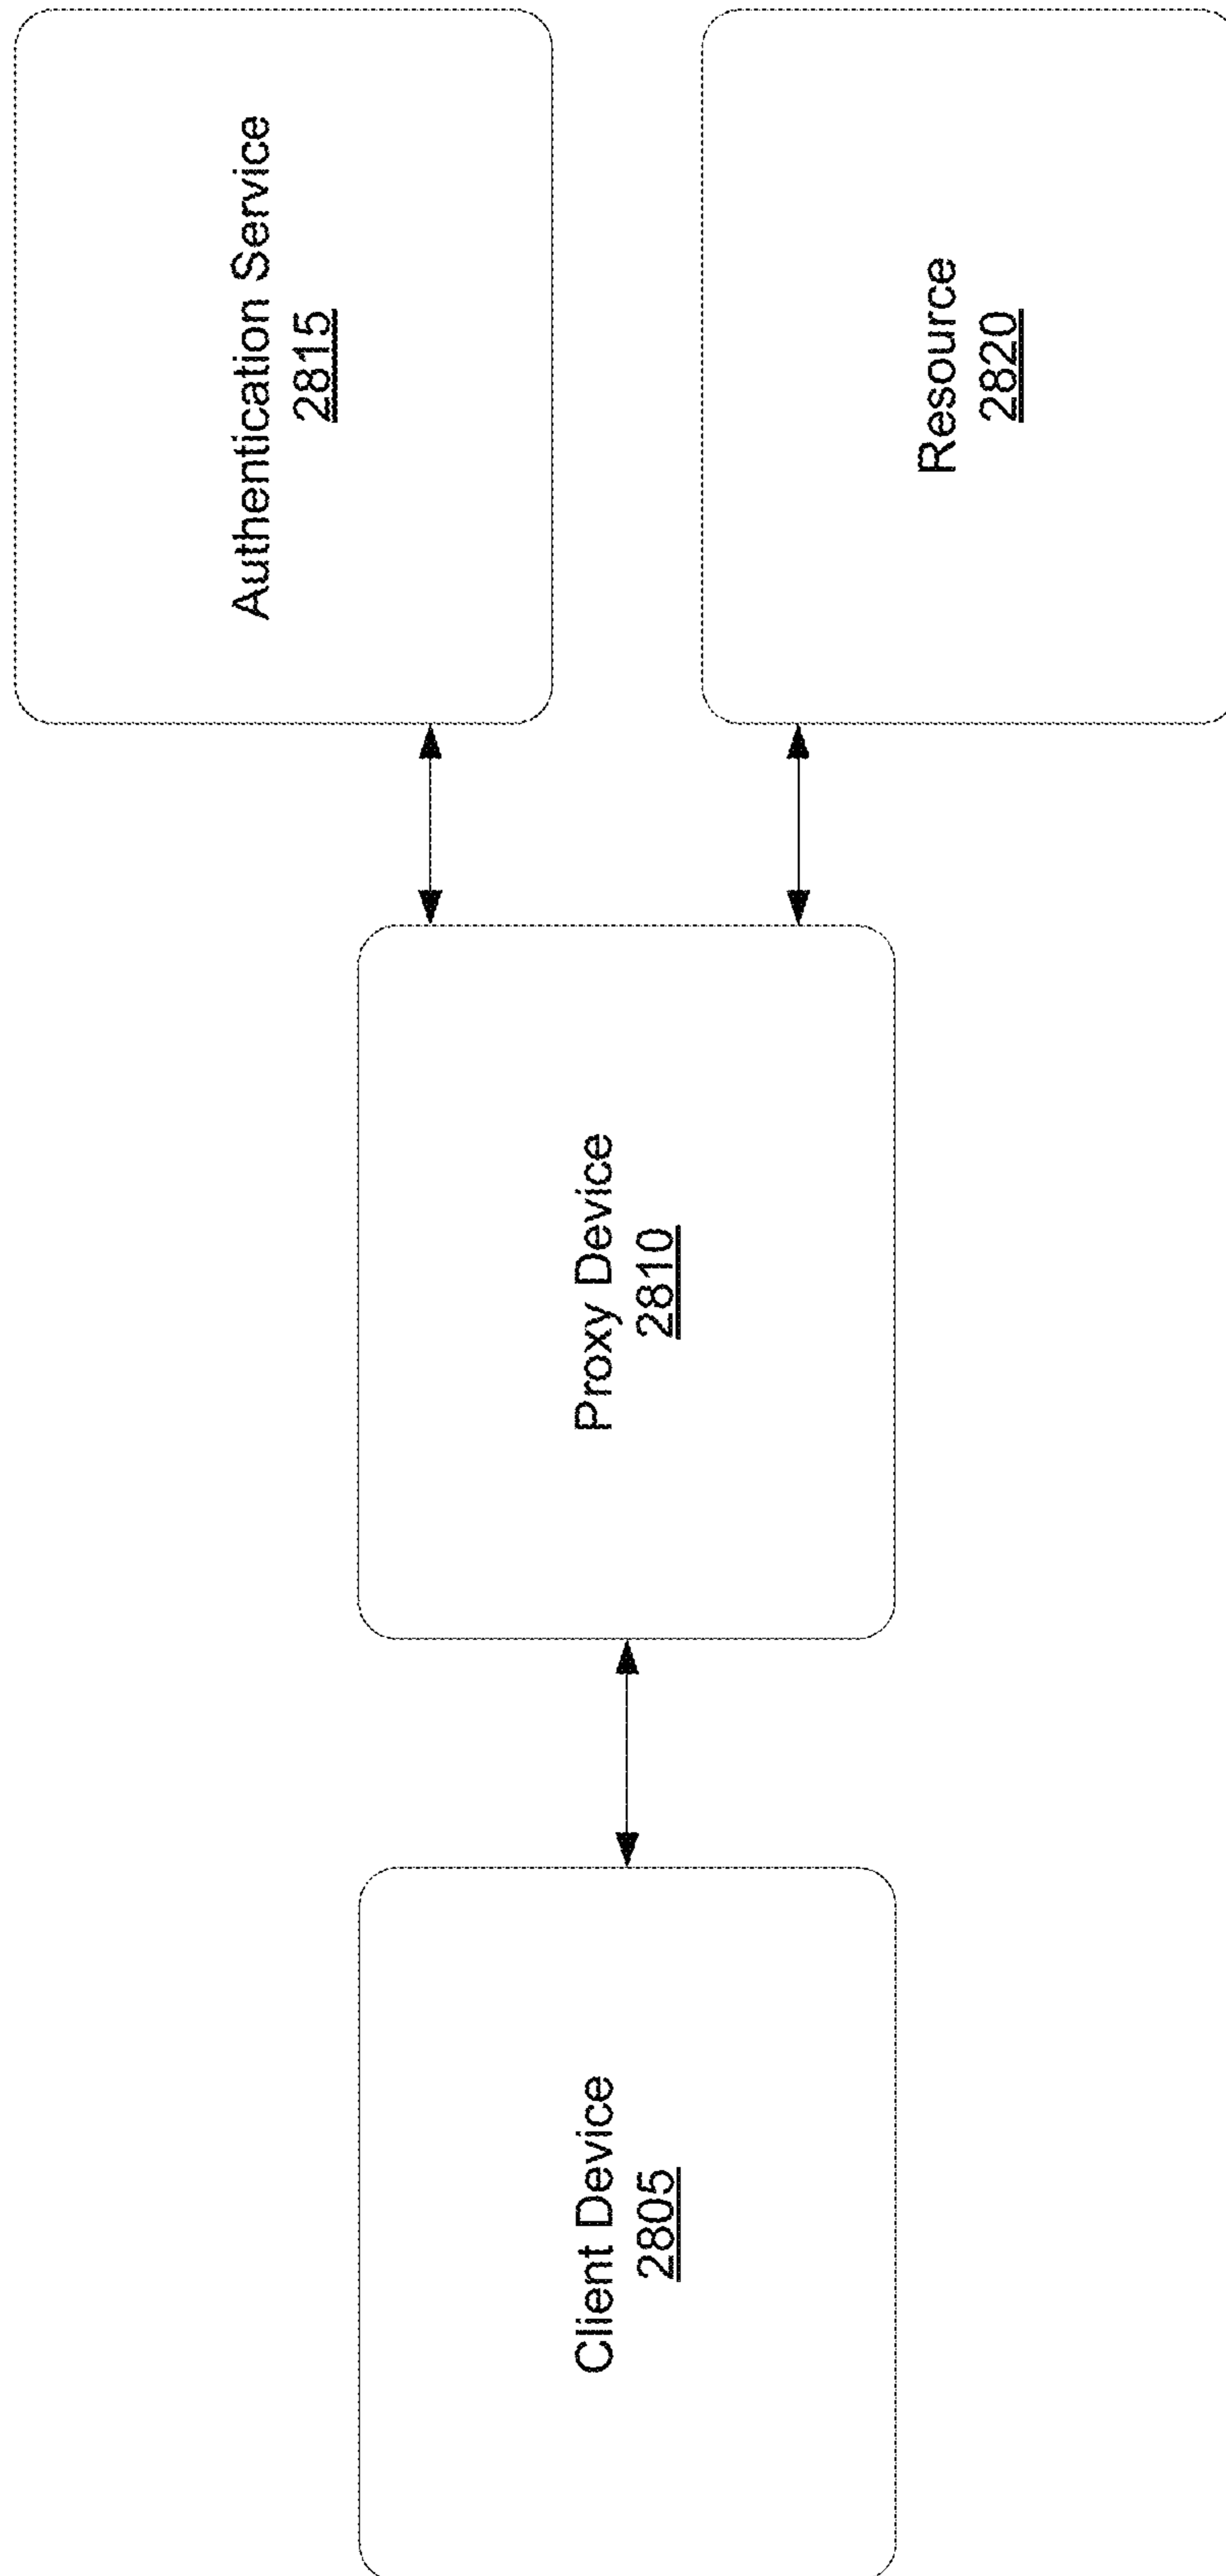 Client Device
2805
Proxy Device
2810
Authentication Service
2815
Resource
2820